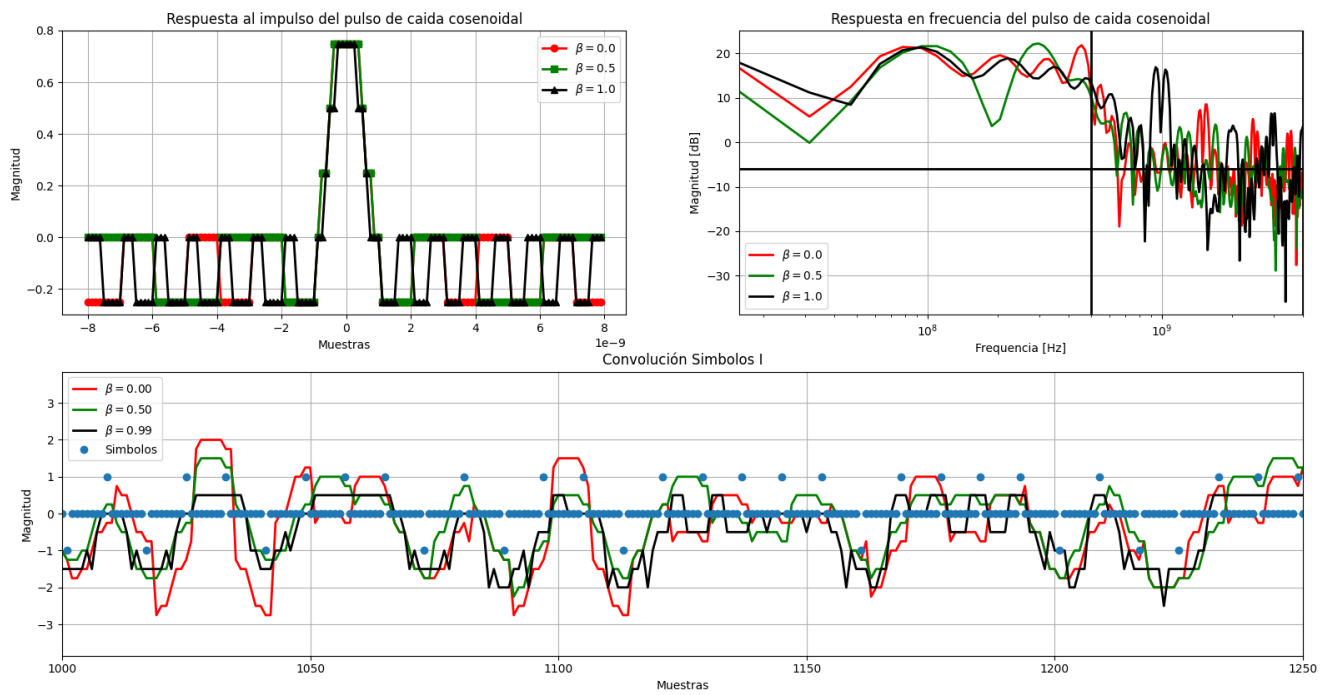 Respuesta al impulso del pulso de caida cosenoidal
Magnitud
0.8
0.6
0.4
0.2
0.0
−0.2
β = 0.0
β = 0.5
β = 1.0
−8 −6 −4 −2 0 2 4 6 8
1e−9
Muestras
Respuesta en frecuencia del pulso de caida cosenoidal
Magnitud [dB]
20
10
0
−10
−20
−30
β = 0.0
β = 0.5
β = 1.0
10⁸ 10⁹
Frequencia [Hz]
Convolución Simbolos I
Magnitud
3
2
1
0
−1
−2
−3
β = 0.00
β = 0.50
β = 0.99
Simbolos
1000 1050 1100 1150 1200 1250
Muestras